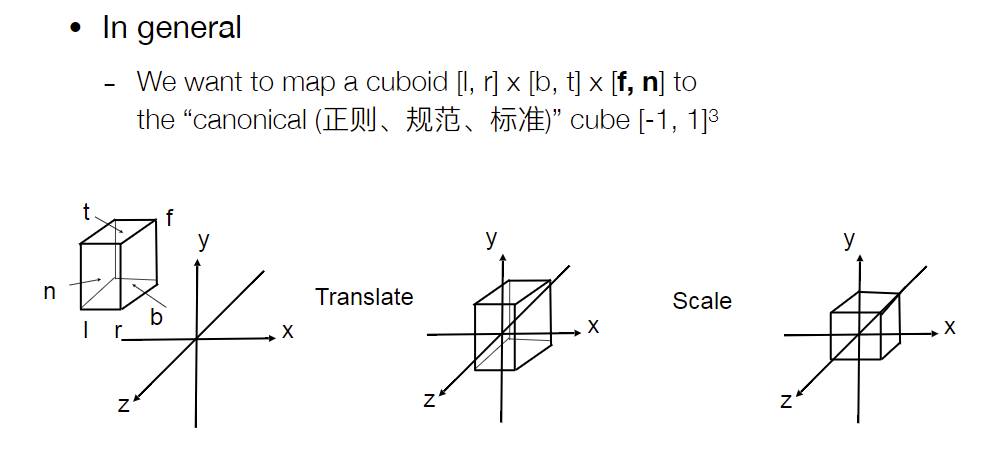 • In general
– We want to map a cuboid [l, r] x [b, t] x [f, n] to
the “canonical (正则、规范、标准)” cube [-1, 1]³
t
f
n
l
r
b
y
x
z
Translate
y
x
z
Scale
y
x
z